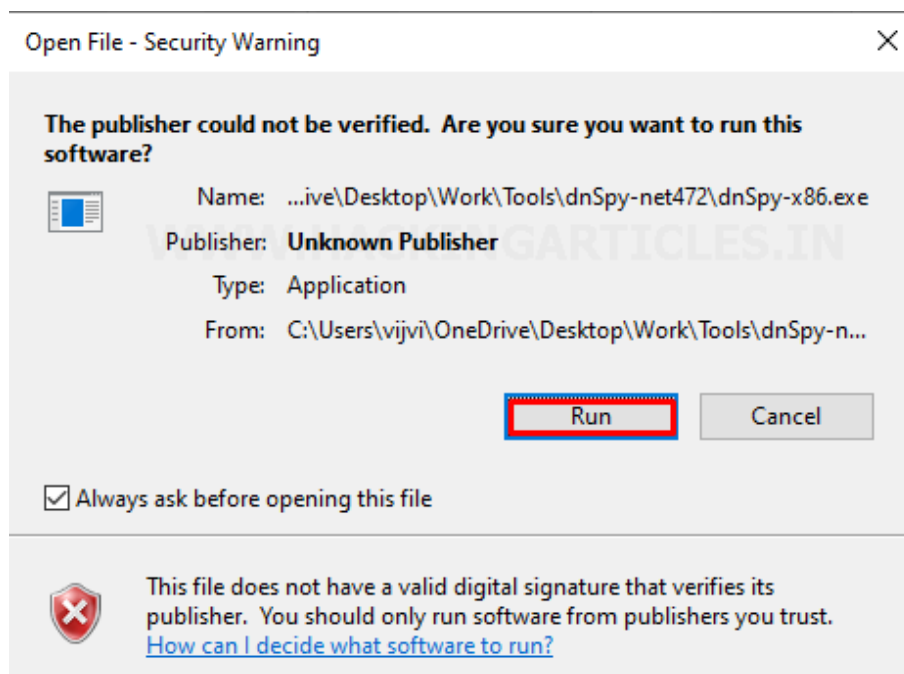 Open File - Security Warning
The publisher could not be verified.  Are you sure you want to run this
software?
Name: ...ive\Desktop\Work\Tools\dnSpy-net472\dnSpy-x86.exe
Publisher: Unknown Publisher
WWW.HACKINGARTICLES.IN
Type: Application
From: C:\Users\vijvi\OneDrive\Desktop\Work\Tools\dnSpy-n...
Run Cancel
Always ask before opening this file
This file does not have a valid digital signature that verifies its
publisher.  You should only run software from publishers you trust.
How can I decide what software to run?